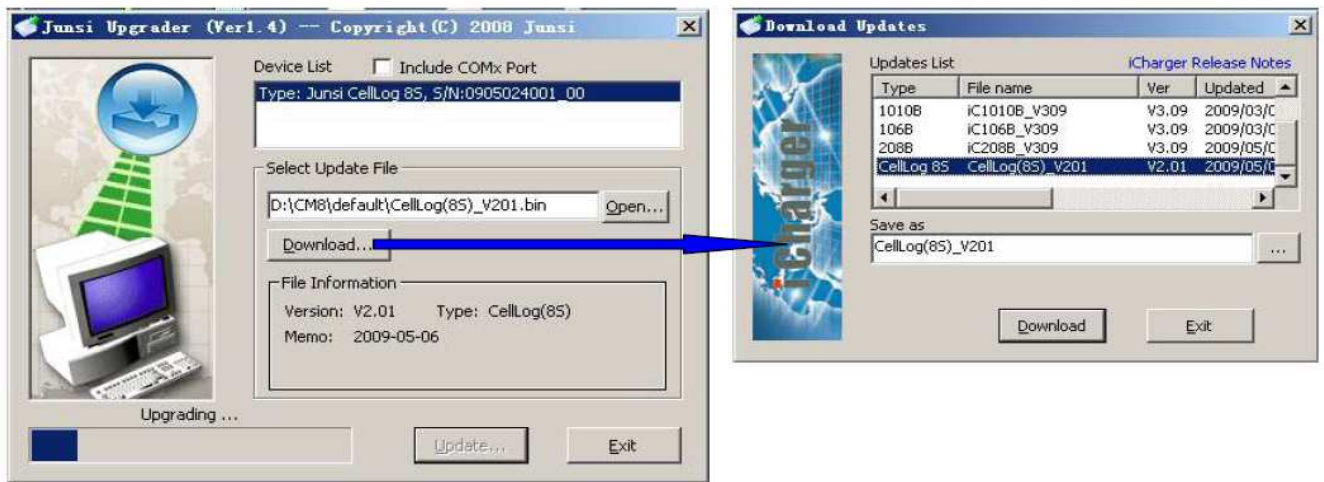 Junsi Upgrader (Ver1.4) -- Copyright(C) 2008 Junsi
Device List
Include COMx Port
Type: Junsi CellLog 8S, S/N:0905024001_00
Select Update File
D:\CM8\default\CellLog(8S)_V201.bin
Open...
Download...
File Information
Version: V2.01 Type: CellLog(8S)
Memo: 2009-05-06
Upgrading ...
Update...
Exit
Download Updates
iCharger
Updates List
iCharger Release Notes
Type File name Ver Updated
1010B iC1010B_V309 V3.09 2009/03/0
106B iC106B_V309 V3.09 2009/03/0
208B iC208B_V309 V3.09 2009/05/0
CellLog 8S CellLog(8S)_V201 V2.01 2009/05/0
Save as
CellLog(8S)_V201
...
Download
Exit